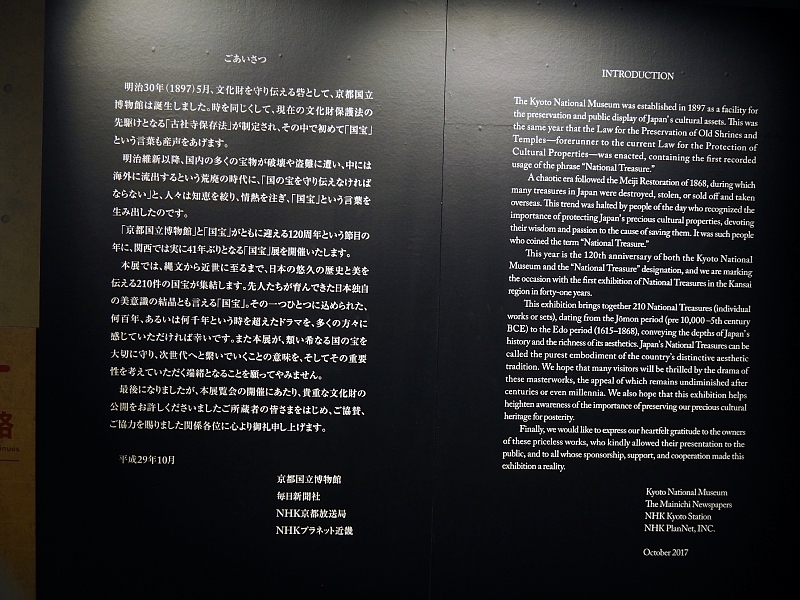 ごあいさつ
明治30年(1897)5月、文化財を守り伝える砦として、京都国立
博物館は誕生しました。時を同じくして、現在の文化財保護法の
先駆けとなる「古社寺保存法」が制定され、その中で初めて「国宝」
という言葉も産声をあげます。
明治維新以降、国内の多くの宝物が破壊や盗難に遭い、中には
海外に流出するという荒廃の時代に、「国の宝を守り伝えなければ
ならない」と、人々は知恵を絞り、情熱を注ぎ、「国宝」という言葉を
生み出したのです。
「京都国立博物館」と「国宝」がともに迎える120周年という節目の
年に、関西では実に41年ぶりとなる「国宝」展を開催いたします。
本展では、縄文から近世に至るまで、日本の悠久の歴史と美を
伝える210件の国宝が集結します。先人たちが育んできた日本独自
の美意識の結晶とも言える「国宝」。その一つひとつに込められた、
何百年、あるいは何千年という時を超えたドラマを、多くの方々に
感じていただければ幸いです。また本展が、類い希なる国の宝を
大切に守り、次世代へと繋いでいくことの意味を、そしてその重要
性を考えていただく端緒となることを願ってやみません。
最後になりましたが、本展覧会の開催にあたり、貴重な文化財の
公開をお許しくださいましたご所蔵者の皆さまをはじめ、ご協賛、
ご協力を賜りました関係各位に心より御礼申し上げます。
平成29年10月
京都国立博物館
毎日新聞社
NHK京都放送局
NHKプラネット近畿
INTRODUCTION
The Kyoto National Museum was established in 1897 as a facility for
the preservation and public display of Japan's cultural assets. This was
the same year that the Law for the Preservation of Old Shrines and
Temples—forerunner to the current Law for the Protection of
Cultural Properties—was enacted, containing the first recorded
usage of the phrase "National Treasure."
A chaotic era followed the Meiji Restoration of 1868, during which
many treasures in Japan were destroyed, stolen, or sold off and taken
overseas. This trend was halted by people of the day who recognized the
importance of protecting Japan's precious cultural properties, devoting
their wisdom and passion to the cause of saving them. It was such people
who coined the term "National Treasure."
This year is the 120th anniversary of both the Kyoto National
Museum and the "National Treasure" designation, and we are marking
the occasion with the first exhibition of National Treasures in the Kansai
region in forty-one years.
This exhibition brings together 210 National Treasures (individual
works or sets), dating from the Jōmon period (pre 10,000–5th century
BCE) to the Edo period (1615–1868), conveying the depths of Japan's
history and the richness of its aesthetics. Japan's National Treasures can be
called the purest embodiment of the country's distinctive aesthetic
tradition. We hope that many visitors will be thrilled by the drama of
these masterworks, the appeal of which remains undiminished after
centuries or even millennia. We also hope that this exhibition helps
heighten awareness of the importance of preserving our precious cultural
heritage for posterity.
Finally, we would like to express our heartfelt gratitude to the owners
of these priceless works, who kindly allowed their presentation to the
public, and to all whose sponsorship, support, and cooperation made this
exhibition a reality.
Kyoto National Museum
The Mainichi Newspapers
NHK Kyoto Station
NHK PlanNet, INC.
October 2017